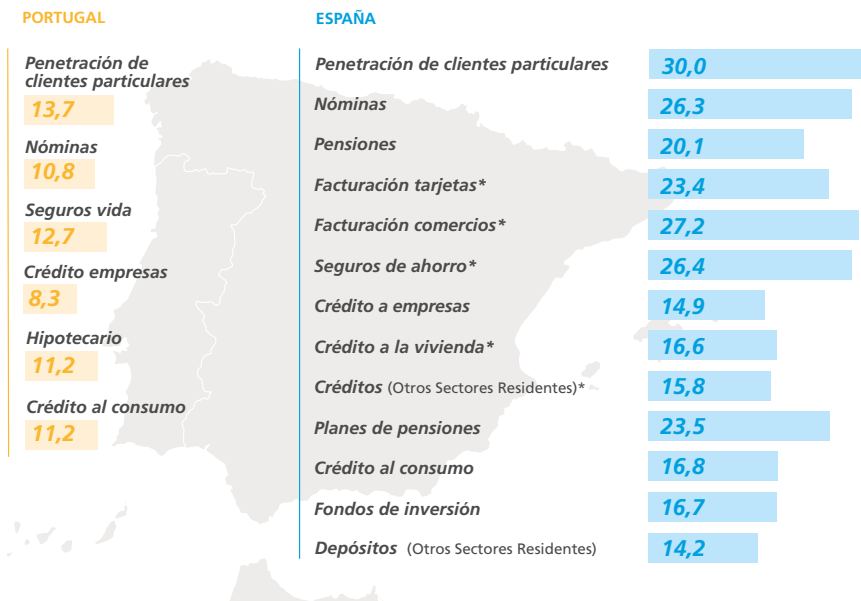 PORTUGAL
Penetración de
clientes particulares
13,7
Nóminas
10,8
Seguros vida
12,7
Crédito empresas
8,3
Hipotecario
11,2
Crédito al consumo
11,2
ESPAÑA
Penetración de clientes particulares 30,0
Nóminas 26,3
Pensiones 20,1
Facturación tarjetas* 23,4
Facturación comercios* 27,2
Seguros de ahorro* 26,4
Crédito a empresas 14,9
Crédito a la vivienda* 16,6
Créditos (Otros Sectores Residentes)* 15,8
Planes de pensiones 23,5
Crédito al consumo 16,8
Fondos de inversión 16,7
Depósitos (Otros Sectores Residentes) 14,2